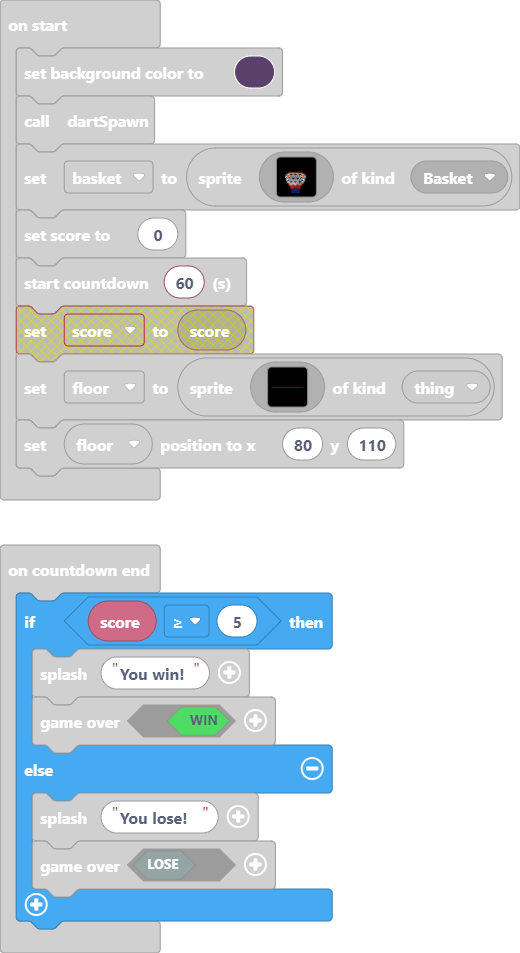 on start
set background color to
call dartSpawn
set basket to sprite of kind Basket
set score to 0
start countdown 60 (s)
set score to score
set floor to sprite of kind thing
set floor position to x 80 y 110
on countdown end
if score ≥ 5 then
splash "You win!"
game over WIN
else
splash "You lose!"
game over LOSE